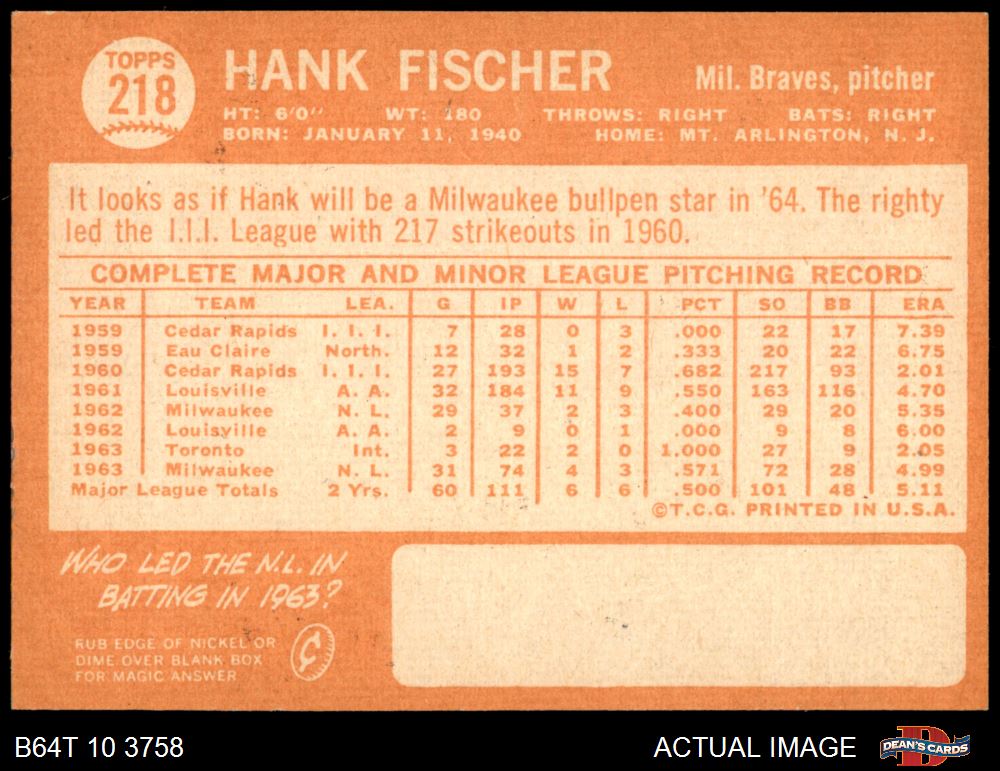 TOPPS
218
HANK FISCHER
Mil. Braves, pitcher
HT: 6'0" WT: 180 THROWS: RIGHT BATS: RIGHT
BORN: JANUARY 11, 1940 HOME: MT. ARLINGTON, N. J.
It looks as if Hank will be a Milwaukee bullpen star in '64. The righty
led the I.I.I. League with 217 strikeouts in 1960.
COMPLETE MAJOR AND MINOR LEAGUE PITCHING RECORD
YEAR TEAM LEA. G IP W L PCT SO BB ERA
1959 Cedar Rapids I. I. I. 7 28 0 3 .000 22 17 7.39
1959 Eau Claire North. 12 32 1 2 .333 20 22 6.75
1960 Cedar Rapids I. I. I. 27 193 15 7 .682 217 93 2.01
1961 Louisville A. A. 32 184 11 9 .550 163 116 4.70
1962 Milwaukee N. L. 29 37 2 3 .400 29 20 5.35
1962 Louisville A. A. 2 9 0 1 .000 9 8 6.00
1963 Toronto Int. 3 22 2 0 1.000 27 9 2.05
1963 Milwaukee N. L. 31 74 4 3 .571 72 28 4.99
Major League Totals 2 Yrs. 60 111 6 6 .500 101 48 5.11
©T.C.G. PRINTED IN U.S.A.
WHO LED THE N.L. IN
BATTING IN 1963?
RUB EDGE OF NICKEL OR
DIME OVER BLANK BOX
FOR MAGIC ANSWER
¢
B64T 10 3758
ACTUAL IMAGE
DEAN'S CARDS